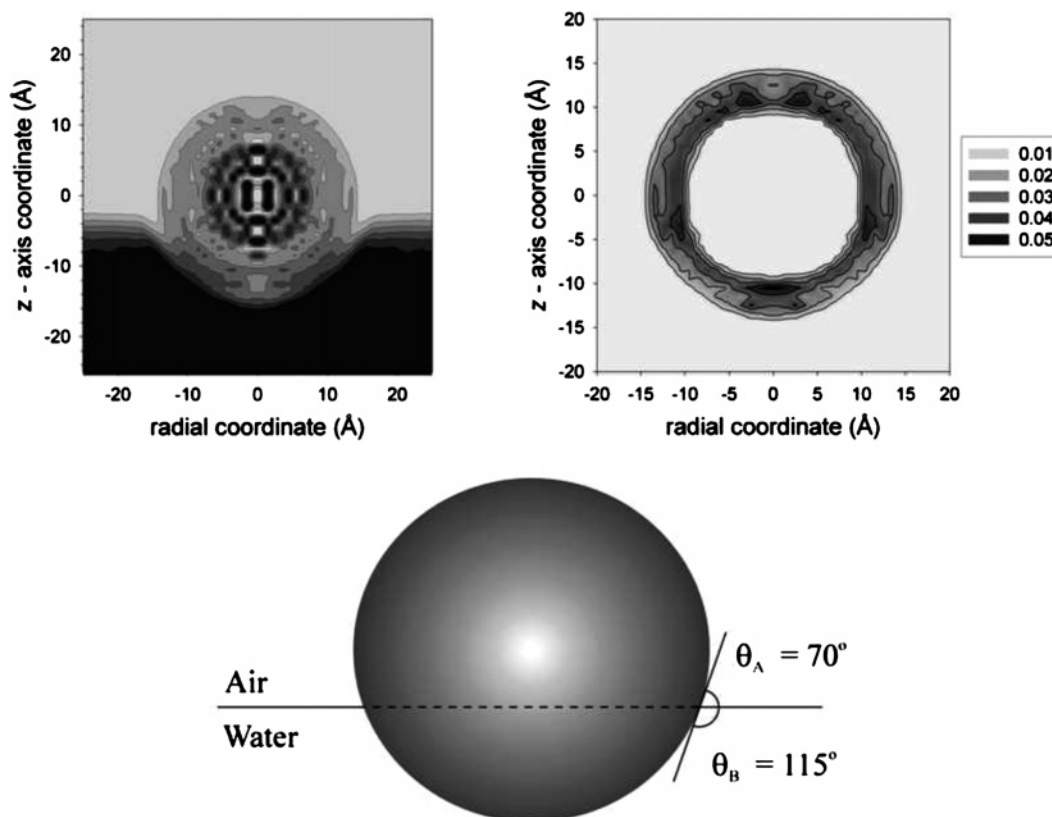 z - axis coordinate (Å)
20
10
0
-10
-20
-20 -10 0 10 20
radial coordinate (Å)
z - axis coordinate (Å)
20
15
10
5
0
-5
-10
-15
-20
-20 -15 -10 -5 0 5 10 15 20
radial coordinate (Å)
0.01
0.02
0.03
0.04
0.05
Air
Water
θA = 70°
θB = 115°